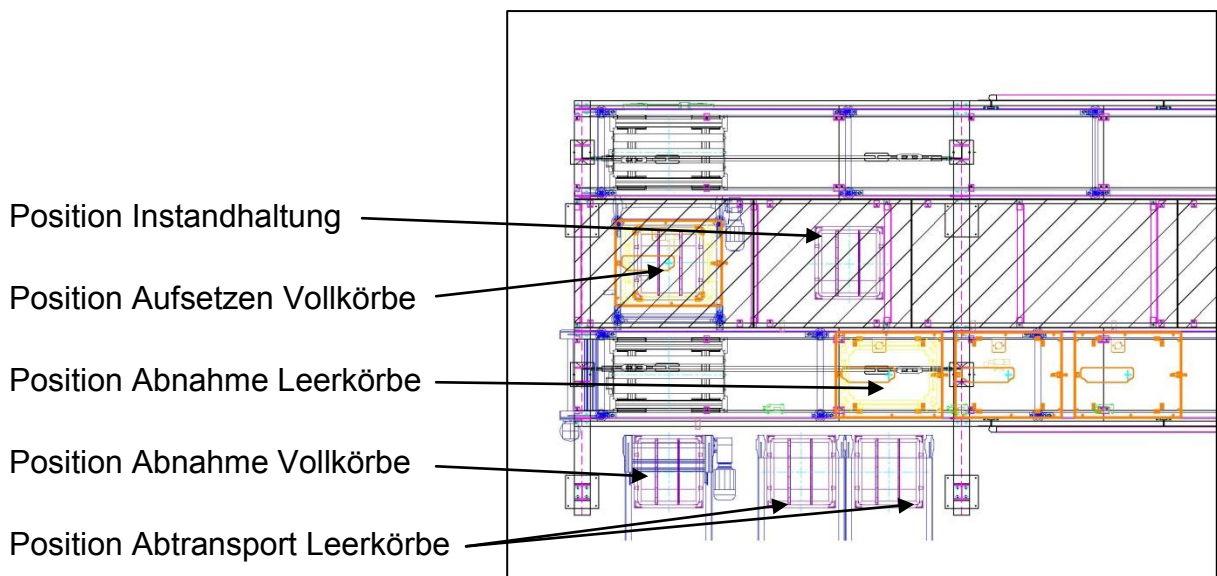 Position Instandhaltung
Position Aufsetzen Vollkörbe
Position Abnahme Leerkörbe
Position Abnahme Vollkörbe
Position Abtransport Leerkörbe